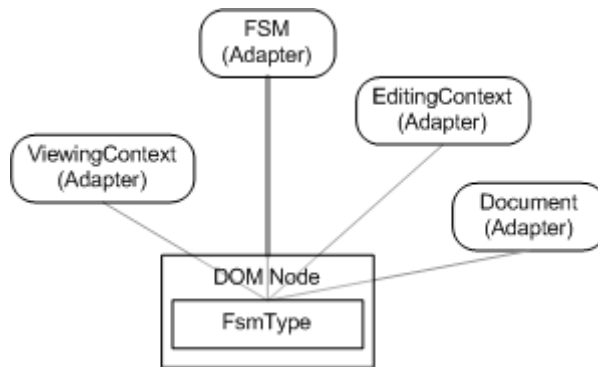 FSM
(Adapter)
EditingContext
(Adapter)
ViewingContext
(Adapter)
Document
(Adapter)
DOM Node
FsmType